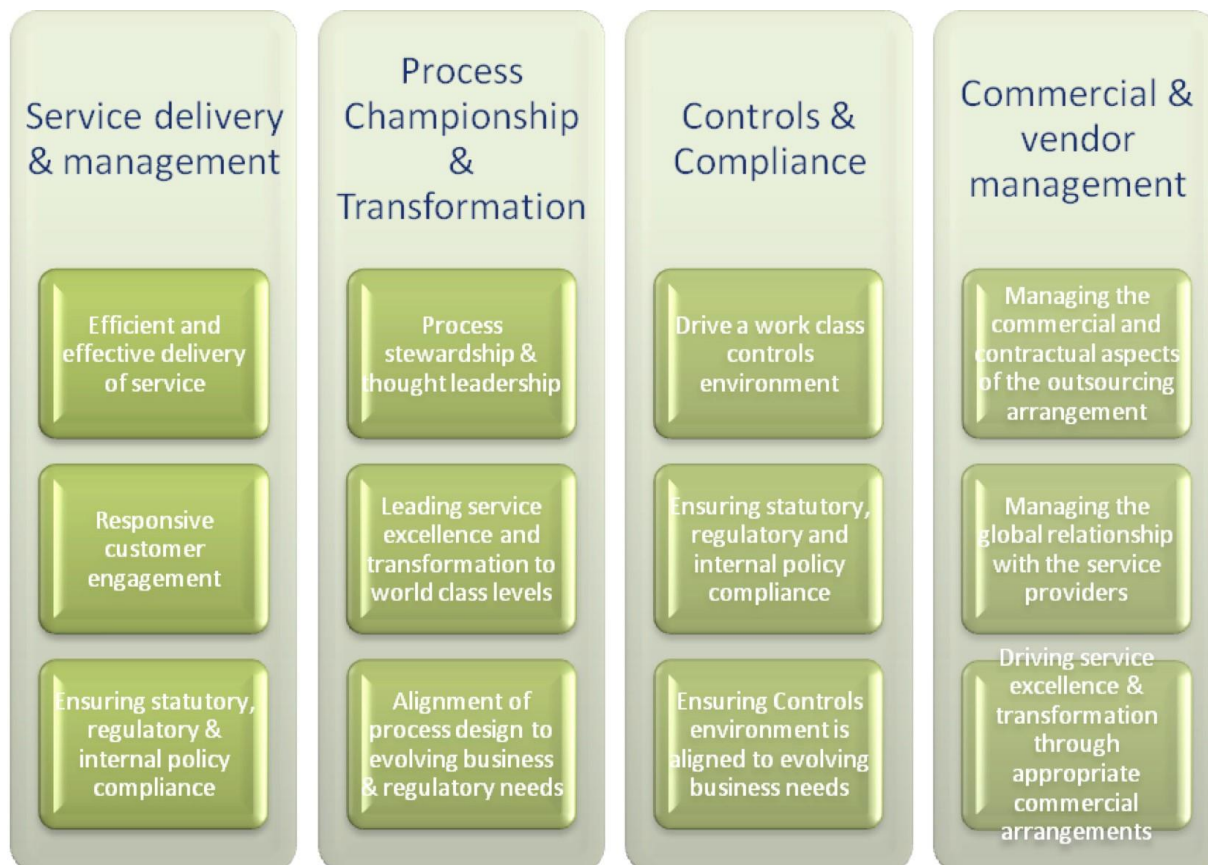 Service delivery
& management
Efficient and
effective delivery
of service
Responsive
customer
engagement
Ensuring statutory,
regulatory &
internal policy
compliance
Process
Championship
&
Transformation
Process
stewardship &
thought leadership
Leading service
excellence and
transformation to
world class levels
Alignment of
process design to
evolving business
& regulatory needs
Controls &
Compliance
Drive a work class
controls
environment
Ensuring statutory,
regulatory and
internal policy
compliance
Ensuring Controls
environment is
aligned to evolving
business needs
Commercial &
vendor
management
Managing the
commercial and
contractual aspects
of the outsourcing
arrangement
Managing the
global relationship
with the service
providers
Driving service
excellence &
transformation
through
appropriate
commercial
arrangements